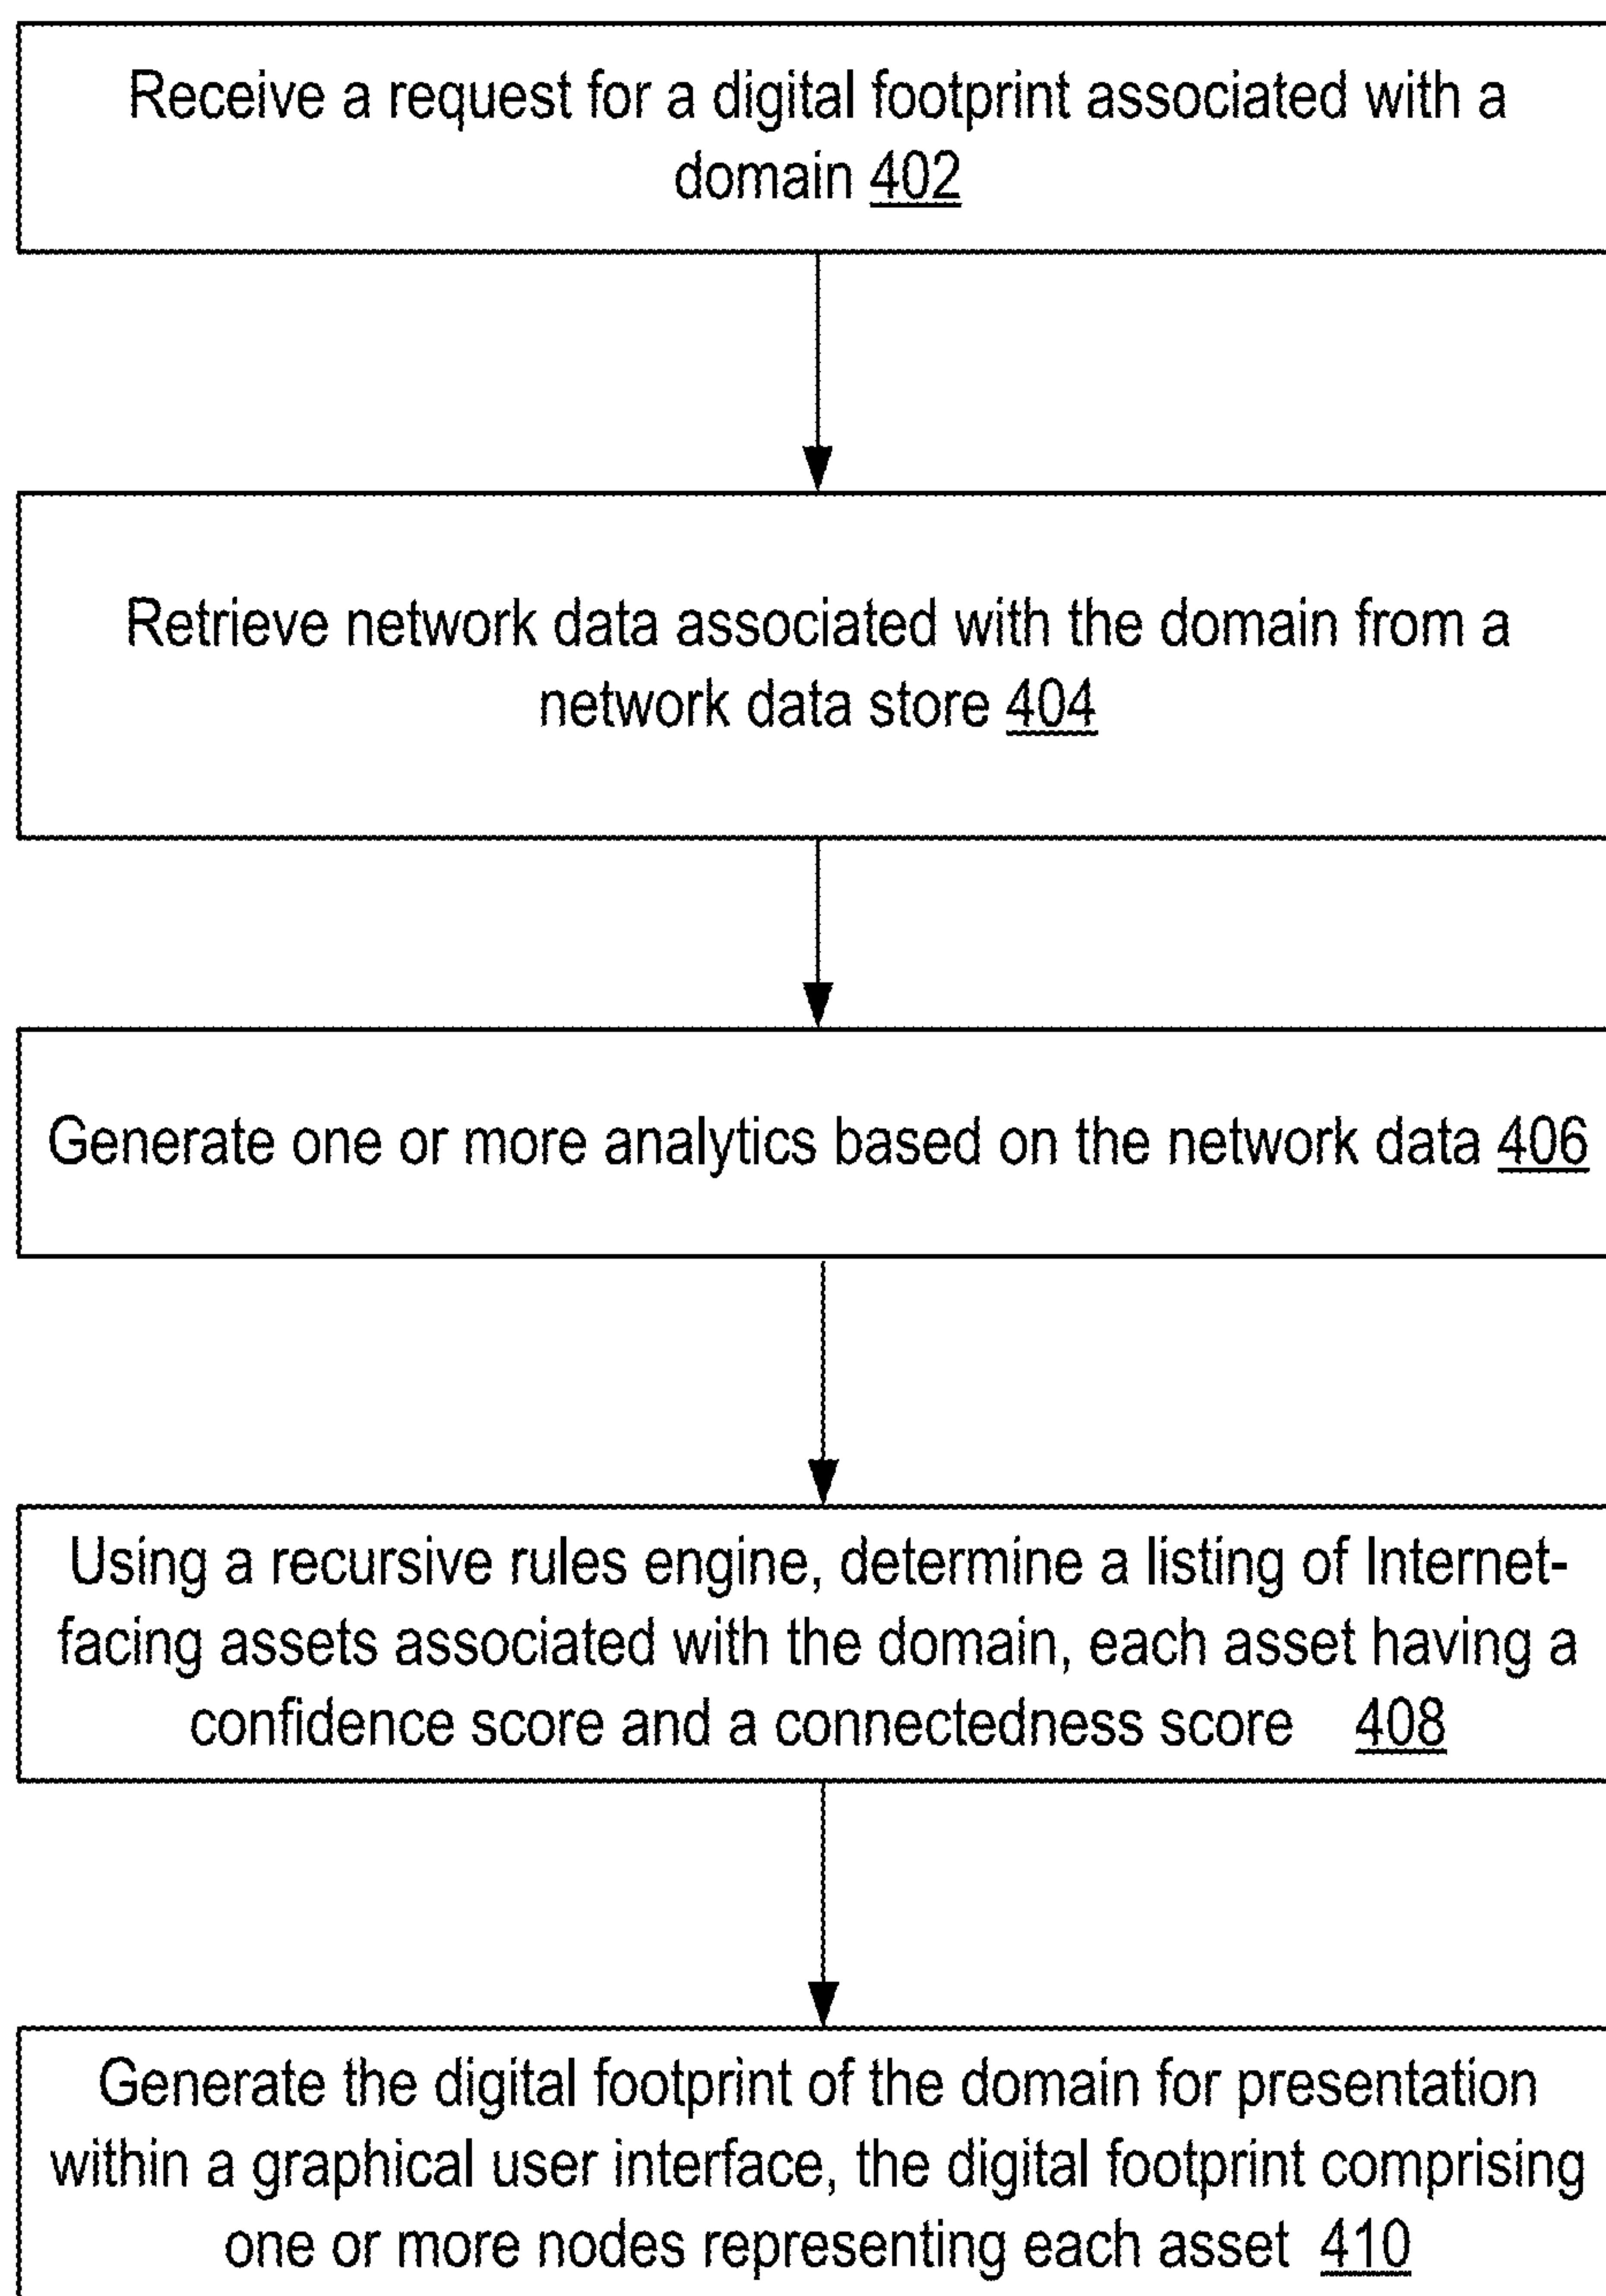 Receive a request for a digital footprint associated with a
domain 402
Retrieve network data associated with the domain from a
network data store 404
Generate one or more analytics based on the network data 406
Using a recursive rules engine, determine a listing of Internet-
facing assets associated with the domain, each asset having a
confidence score and a connectedness score 408
Generate the digital footprint of the domain for presentation
within a graphical user interface, the digital footprint comprising
one or more nodes representing each asset 410